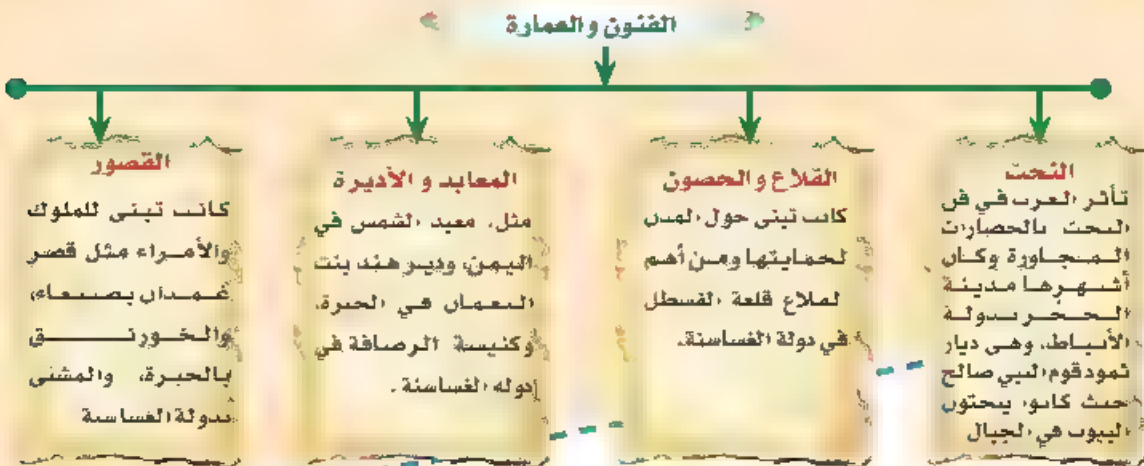 الفنون والعمارة
النحت
تأثر العرب في فن
النحت بالحضارات
المجاورة وكان
أشهرها مدينة
الحجر بدولة
الأنباط، وهى ديار
ثمود قوم النبي صالح
حيث كانوا ينحتون
البيوت في الجبال
القلاع والحصون
كانت تبنى حول المدن
لحمايتها ومن أهم
لقلاع قلعة القسطل
في دولة الغساسنة.
المعابد والأديرة
مثل، معبد الشمس في
اليمن، ودير هند بنت
النعمان في الحيرة،
وكنيسة الرصافة في
دوله الغساسنة.
القصور
كانت تبنى للملوك
والأمراء مثل قصر
غمدان بصنعاء،
والخورنق
بالحيرة، والمشتى
بدولة الغساسنة